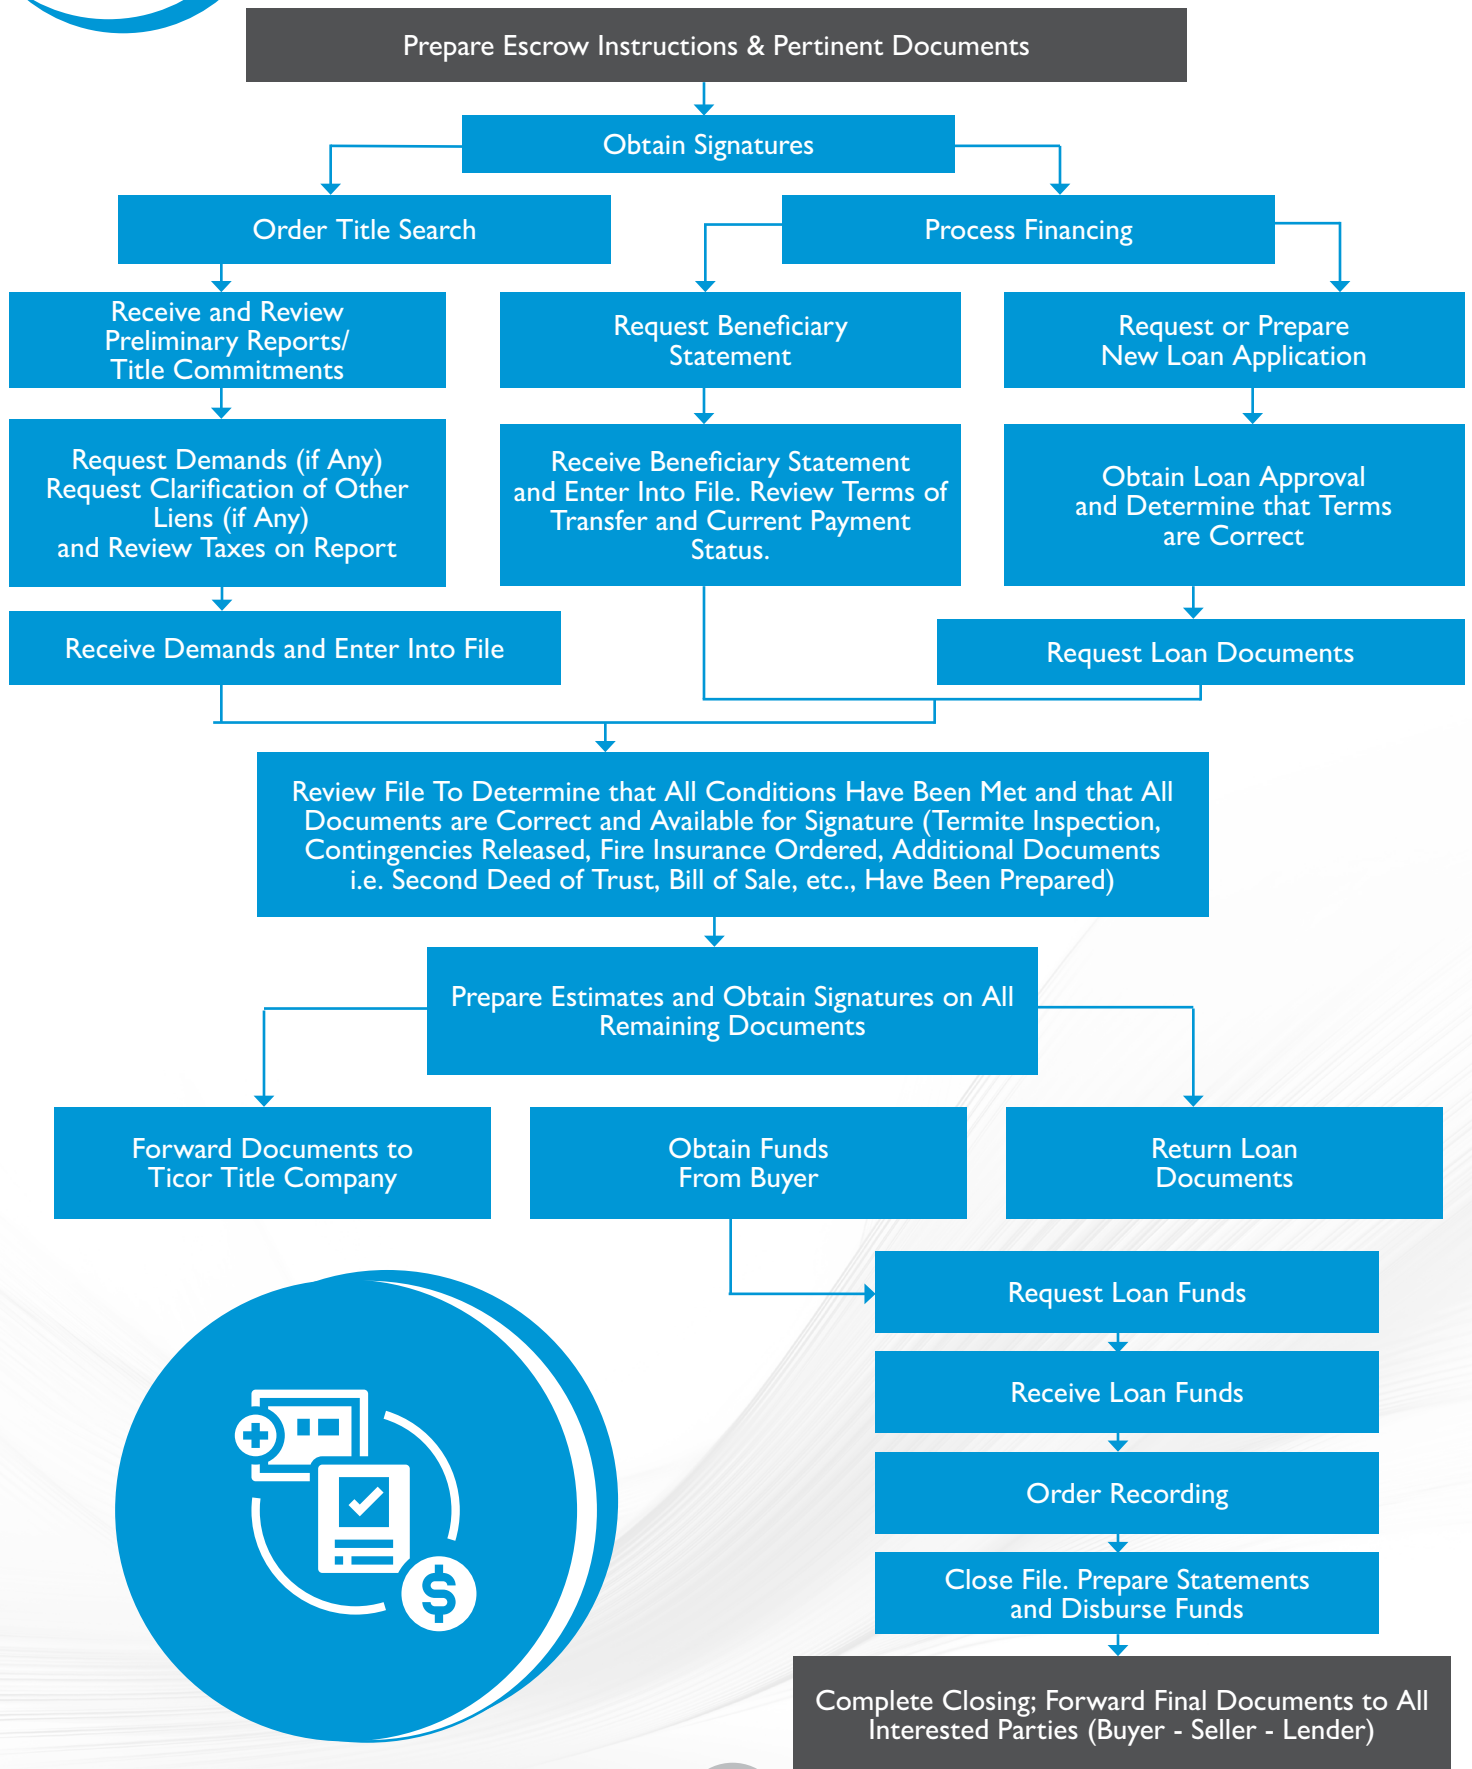 Prepare Escrow Instructions & Pertinent Documents
Obtain Signatures
Order Title Search
Process Financing
Receive and Review
Preliminary Reports/
Title Commitments
Request Beneficiary
Statement
Request or Prepare
New Loan Application
Request Demands (if Any)
Request Clarification of Other
Liens (if Any)
and Review Taxes on Report
Receive Beneficiary Statement
and Enter Into File. Review Terms of
Transfer and Current Payment
Status.
Obtain Loan Approval
and Determine that Terms
are Correct
Receive Demands and Enter Into File
Request Loan Documents
Review File To Determine that All Conditions Have Been Met and that All
Documents are Correct and Available for Signature (Termite Inspection,
Contingencies Released, Fire Insurance Ordered, Additional Documents
i.e. Second Deed of Trust, Bill of Sale, etc., Have Been Prepared)
Prepare Estimates and Obtain Signatures on All
Remaining Documents
Forward Documents to
Ticor Title Company
Obtain Funds
From Buyer
Return Loan
Documents
Request Loan Funds
Receive Loan Funds
Order Recording
Close File. Prepare Statements
and Disburse Funds
$
Complete Closing; Forward Final Documents to All
Interested Parties (Buyer - Seller - Lender)